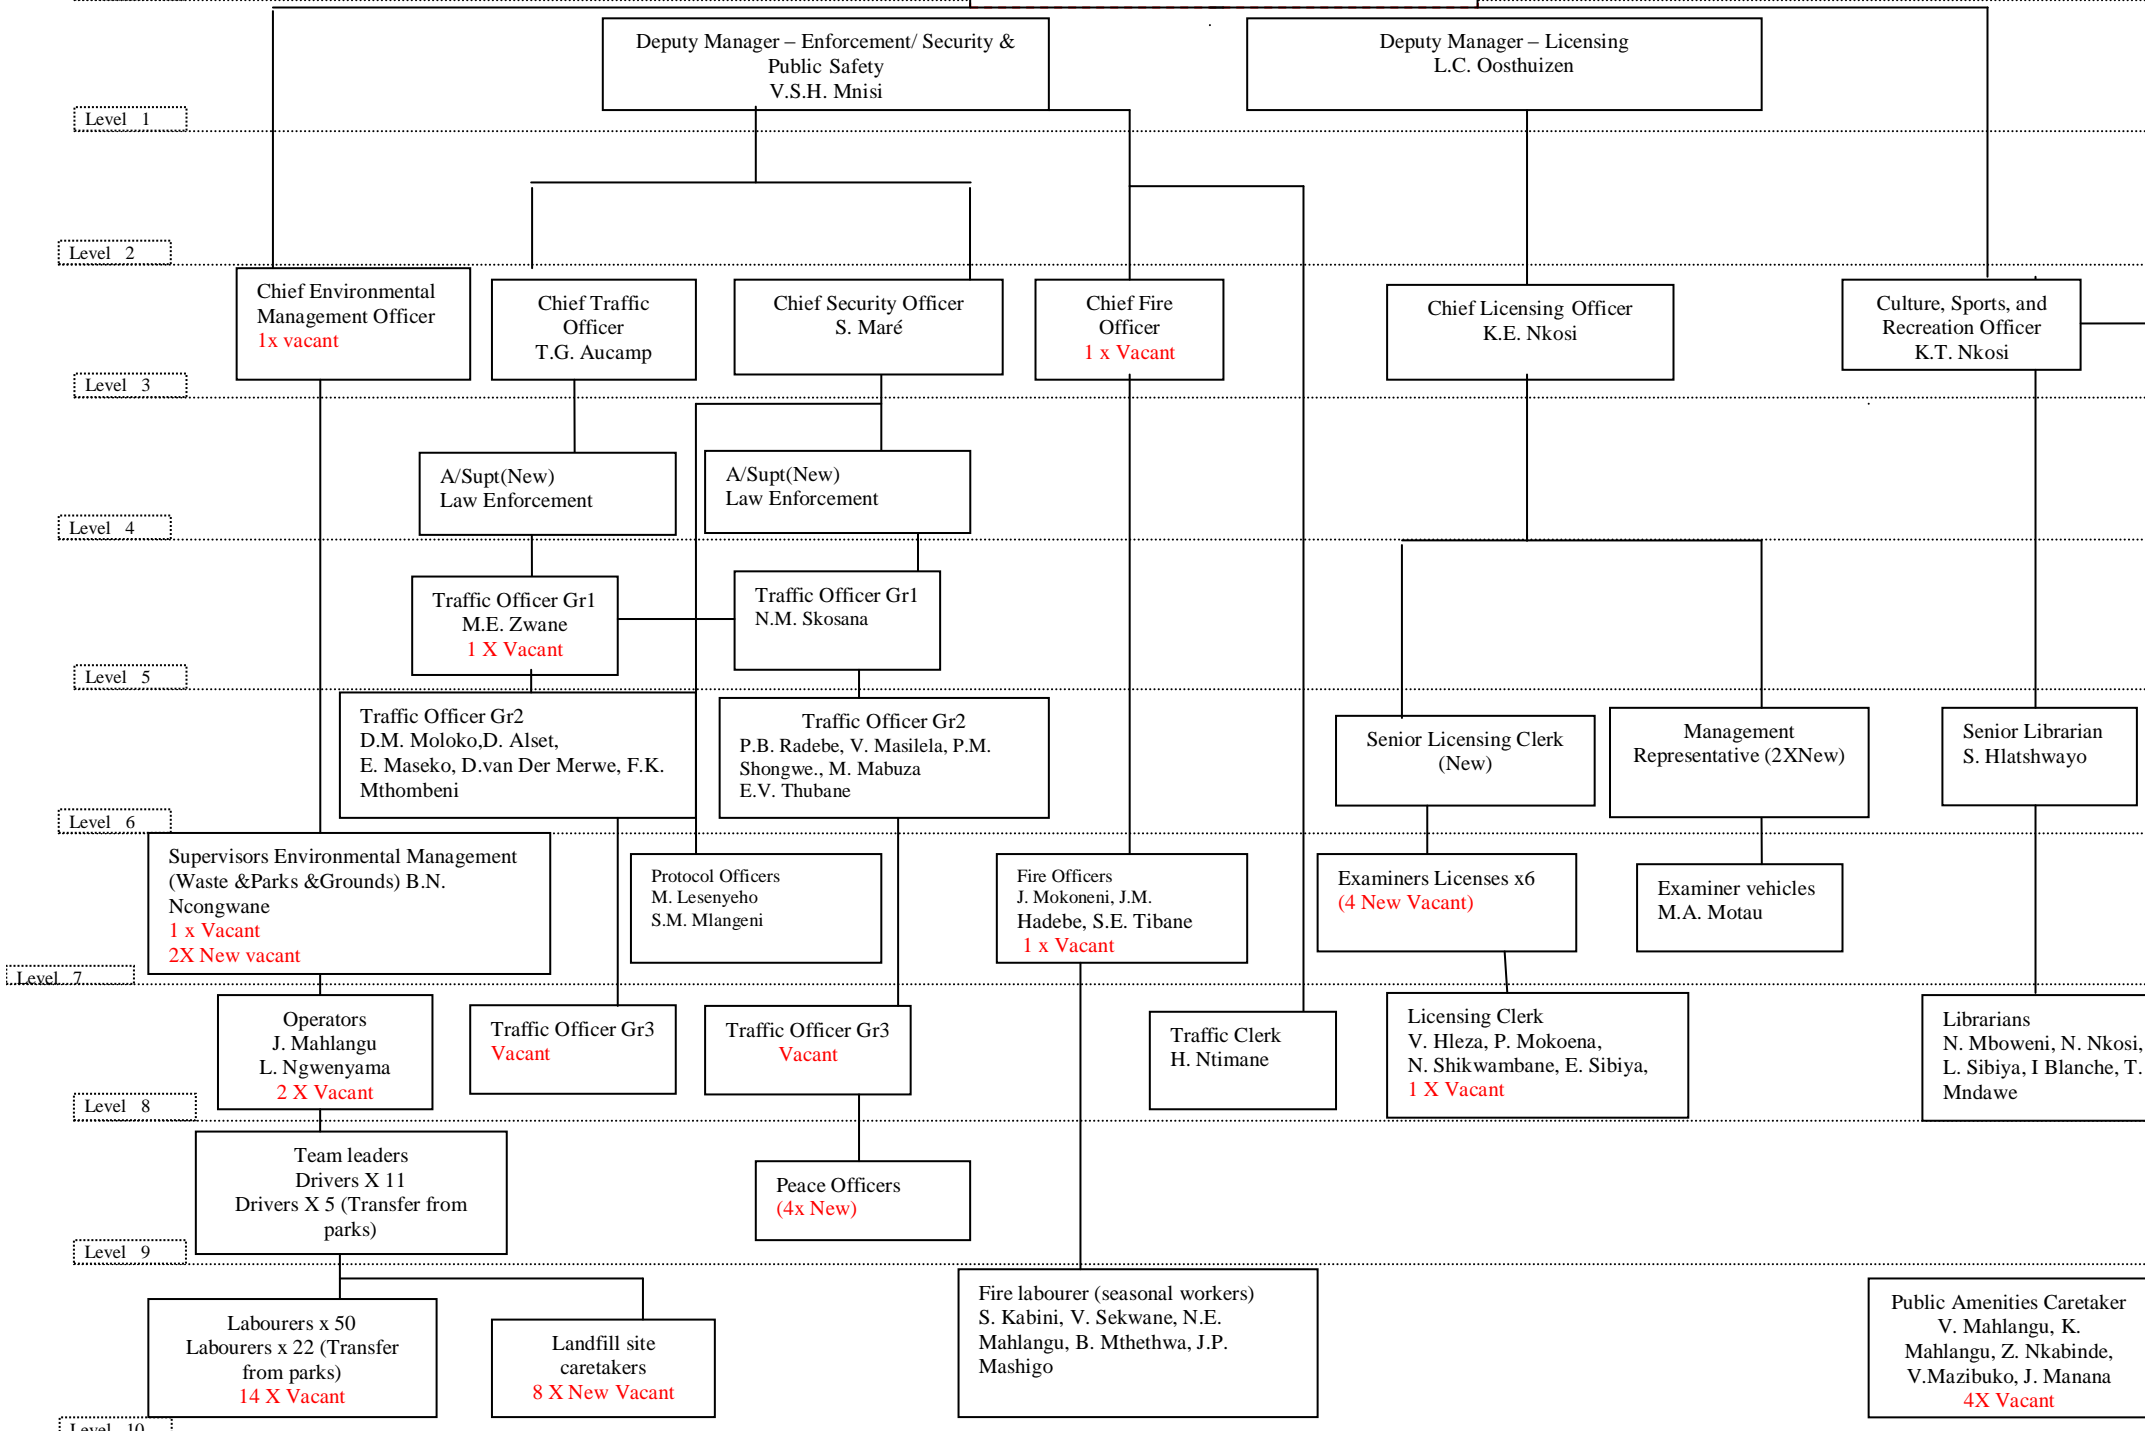 Deputy Manager – Enforcement/ Security &
Public Safety
V.S.H. Mnisi
Deputy Manager – Licensing
L.C. Oosthuizen
Level 1
Level 2
Chief Environmental
Management Officer
1x vacant
Chief Traffic
Officer
T.G. Aucamp
Chief Security Officer
S. Maré
Chief Fire
Officer
1 x Vacant
Chief Licensing Officer
K.E. Nkosi
Culture, Sports, and
Recreation Officer
K.T. Nkosi
Level 3
A/Supt(New)
Law Enforcement
A/Supt(New)
Law Enforcement
Level 4
Traffic Officer Gr1
M.E. Zwane
1 X Vacant
Traffic Officer Gr1
N.M. Skosana
Level 5
Traffic Officer Gr2
D.M. Moloko,D. Alset,
E. Maseko, D.van Der Merwe, F.K.
Mthombeni
Traffic Officer Gr2
P.B. Radebe, V. Masilela, P.M.
Shongwe., M. Mabuza
E.V. Thubane
Senior Licensing Clerk
(New)
Management
Representative (2XNew)
Senior Librarian
S. Hlatshwayo
Level 6
Supervisors Environmental Management
(Waste &Parks &Grounds) B.N.
Ncongwane
1 x Vacant
2X New vacant
Protocol Officers
M. Lesenyeho
S.M. Mlangeni
Fire Officers
J. Mokoneni, J.M.
Hadebe, S.E. Tibane
1 x Vacant
Examiners Licenses x6
(4 New Vacant)
Examiner vehicles
M.A. Motau
Level 7
Operators
J. Mahlangu
L. Ngwenyama
2 X Vacant
Traffic Officer Gr3
Vacant
Traffic Officer Gr3
Vacant
Traffic Clerk
H. Ntimane
Licensing Clerk
V. Hleza, P. Mokoena,
N. Shikwambane, E. Sibiya,
1 X Vacant
Librarians
N. Mboweni, N. Nkosi,
L. Sibiya, I Blanche, T.
Mndawe
Level 8
Team leaders
Drivers X 11
Drivers X 5 (Transfer from
parks)
Peace Officers
(4x New)
Level 9
Labourers x 50
Labourers x 22 (Transfer
from parks)
14 X Vacant
Landfill site
caretakers
8 X New Vacant
Fire labourer (seasonal workers)
S. Kabini, V. Sekwane, N.E.
Mahlangu, B. Mthethwa, J.P.
Mashigo
Public Amenities Caretaker
V. Mahlangu, K.
Mahlangu, Z. Nkabinde,
V.Mazibuko, J. Manana
4X Vacant
Level 10